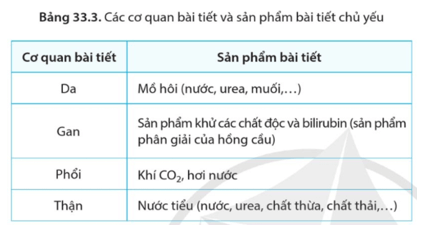 Bảng 33.3. Các cơ quan bài tiết và sản phẩm bài tiết chủ yếu
Cơ quan bài tiết Sản phẩm bài tiết
Da Mồ hôi (nước, urea, muối,...)
Gan Sản phẩm khử các chất độc và bilirubin (sản phẩm
phân giải của hồng cầu)
Phổi Khí CO₂, hơi nước
Thận Nước tiểu (nước, urea, chất thừa, chất thải,...)